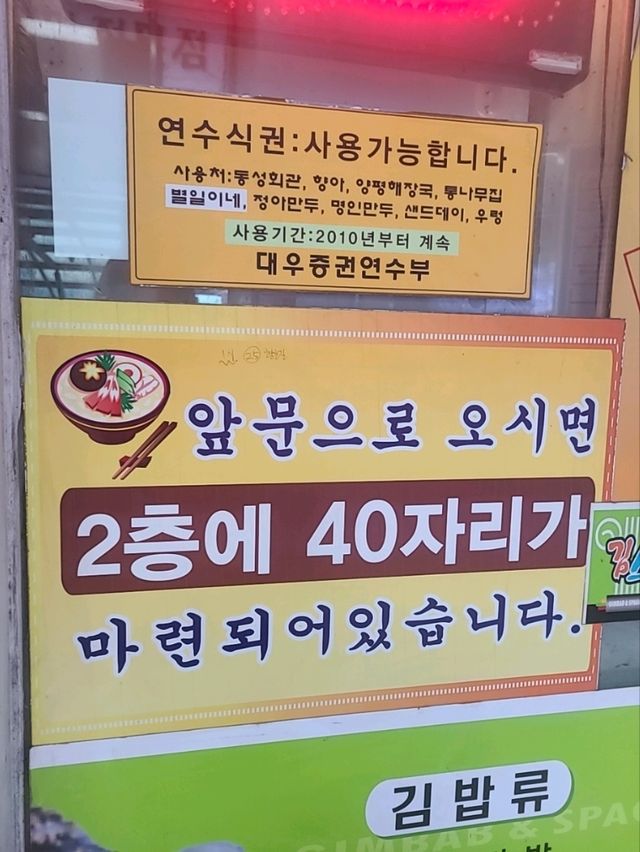 연수식권:사용가능합니다.
사용처:동성회관, 향아, 양평해장국, 통나무집
별일이네, 정아만두, 명인만두, 샌드데이, 우렁
사용기간:2010년부터 계속
대우증권연수부
앞문으로 오시면
2층에 40자리가
마련되어있습니다.
김
김밥류
GIMBAB & SPA